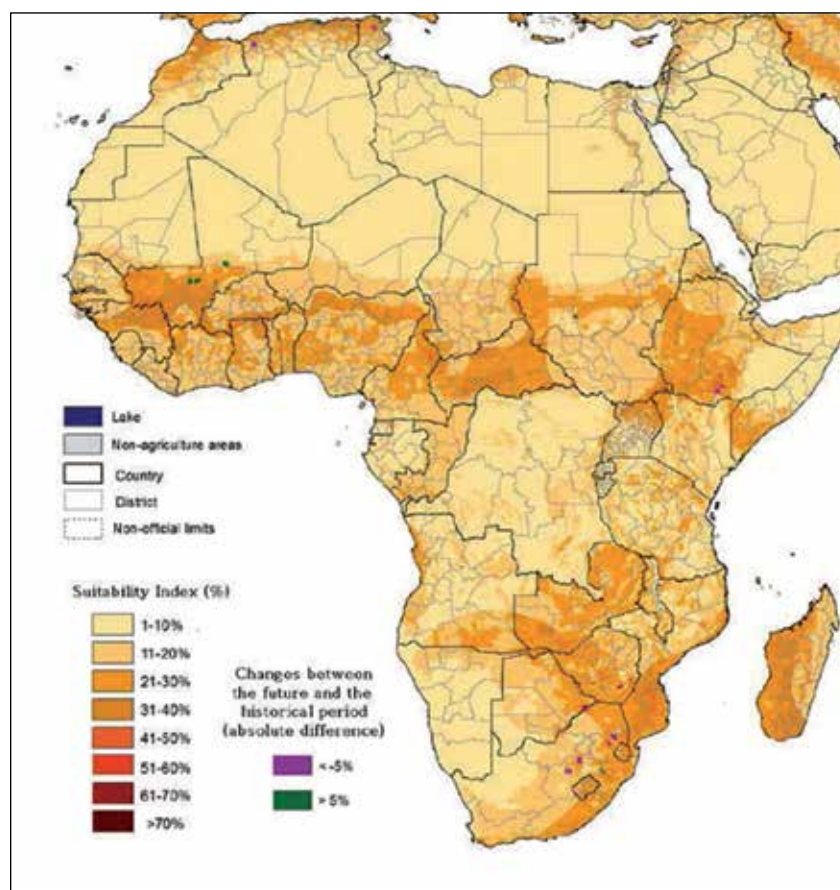 Lake
Non-agriculture areas
Country
District
Non-official limits
Suitability Index (%)
1-10%
11-20%
21-30%
31-40%
41-50%
51-60%
61-70%
>70%
Changes between
the future and the
historical period
(absolute difference)
< -5%
> 5%